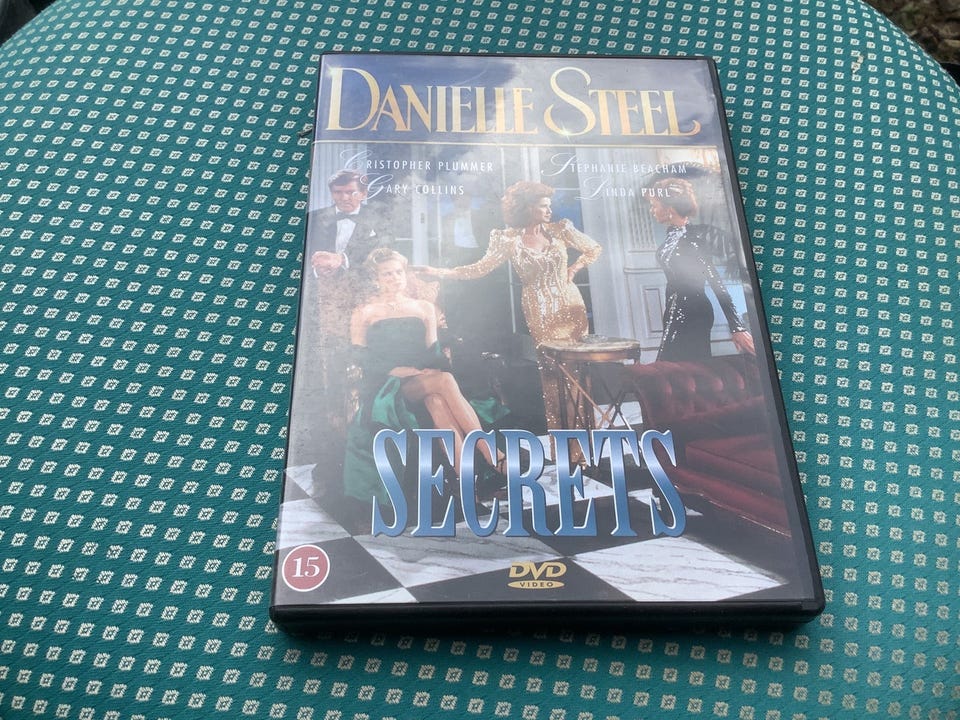 DANIELLE STEEL
CHRISTOPHER PLUMMER STEPHANIE BEACHAM
GARY COLLINS LINDA PURL
SECRETS
15
DVD
VIDEO